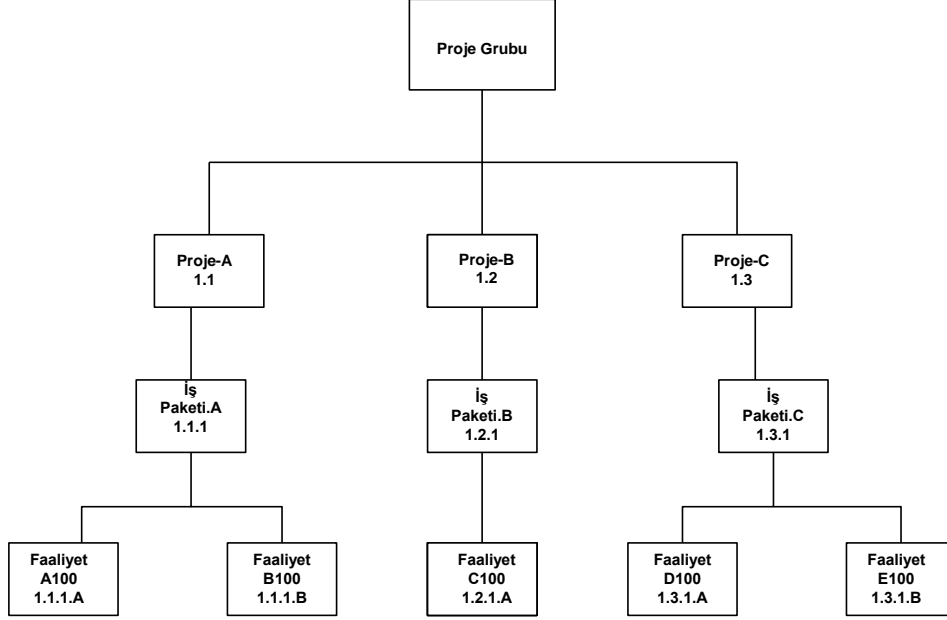 Proje Grubu
Proje-A
1.1
Proje-B
1.2
Proje-C
1.3
İş
Paketi.A
1.1.1
İş
Paketi.B
1.2.1
İş
Paketi.C
1.3.1
Faaliyet
A100
1.1.1.A
Faaliyet
B100
1.1.1.B
Faaliyet
C100
1.2.1.A
Faaliyet
D100
1.3.1.A
Faaliyet
E100
1.3.1.B